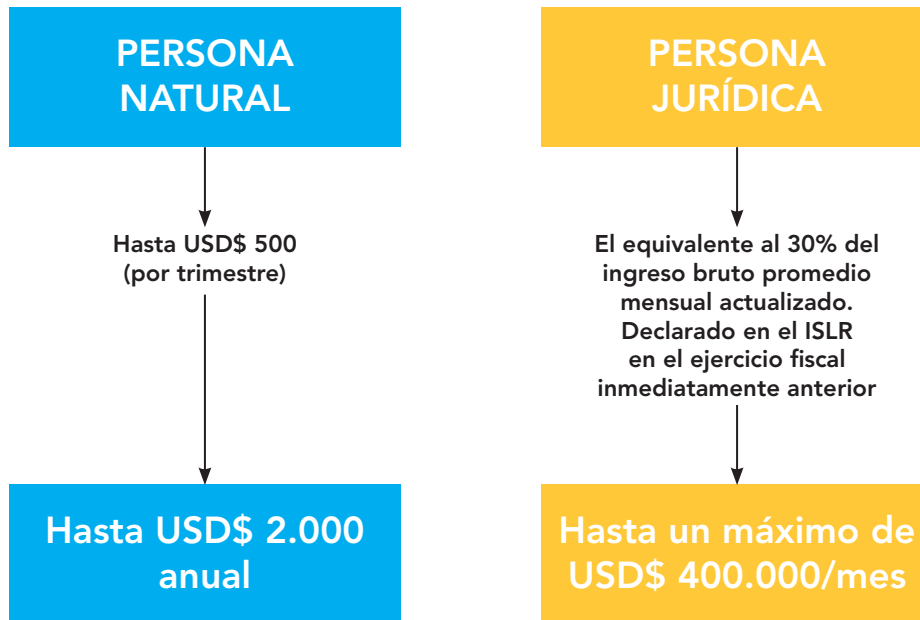 PERSONA
NATURAL
Hasta USD$ 500
(por trimestre)
Hasta USD$ 2.000
anual
PERSONA
JURÍDICA
El equivalente al 30% del
ingreso bruto promedio
mensual actualizado.
Declarado en el ISLR
en el ejercicio fiscal
inmediatamente anterior
Hasta un máximo de
USD$ 400.000/mes